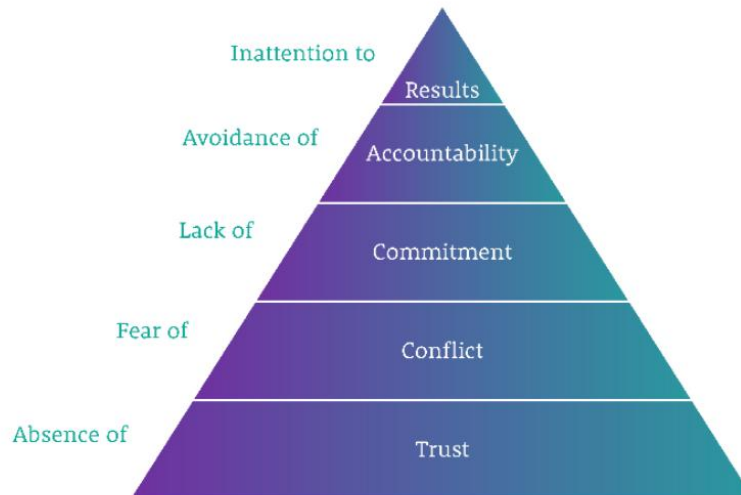 Inattention to
Results
Avoidance of
Accountability
Lack of
Commitment
Fear of
Conflict
Absence of
Trust